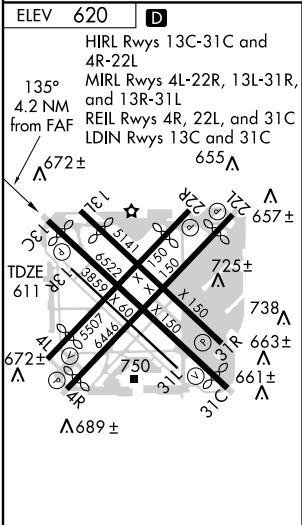 ELEV 620 D
HIRL Rwys 13C-31C and
4R-22L
MIRL Rwys 4L-22R, 13L-31R,
and 13R-31L
REIL Rwys 4R, 22L, and 31C
LDIN Rwys 13C and 31C
135°
4.2 NM
from FAF
672 ±
655
13L
22R
22L
P
P
657 ±
13C
P
5141 X 150
6522 X 150
725 ±
TDZE
611
13R
3859 X 60
X 150
X 150
738
4L
5507
6446
P
31R
663 ±
672 ±
V
V
4R
750
31L
V
31C
661 ±
689 ±